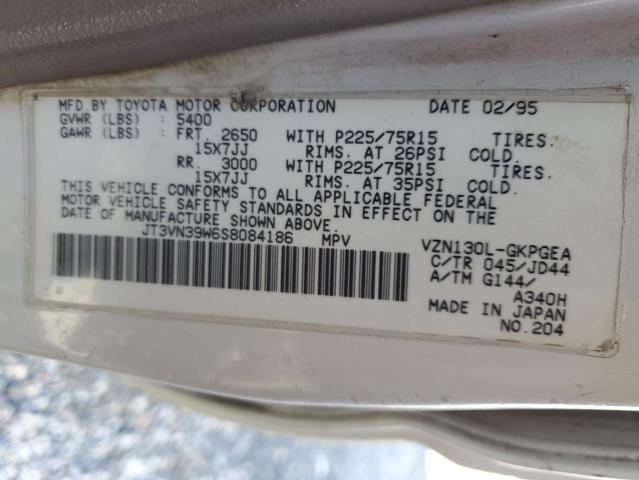 MFD. BY TOYOTA MOTOR CORPORATION DATE 02/95
GVWR (LBS) : 5400
GAWR (LBS) : FRT. 2650 WITH P225/75R15 TIRES.
15X7JJ RIMS. AT 26PSI COLD.
RR. 3000 WITH P225/75R15 TIRES.
15X7JJ RIMS. AT 35PSI COLD.
THIS VEHICLE CONFORMS TO ALL APPLICABLE FEDERAL
MOTOR VEHICLE SAFETY STANDARDS IN EFFECT ON THE
DATE OF MANUFACTURE SHOWN ABOVE.
JT3VN39W6S8084186 MPV VZN130L-GKPGEA
C/TR 045/JD44
A/TM G144/
A340H
MADE IN JAPAN
NO.204